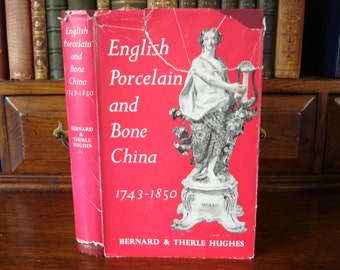 English
Porcelain
and
Bone
China
1743-1850
BERNARD
&
THERLE HUGHES
English
Porcelain
and Bone
China
1743-1850
APOLLO
BERNARD & THERLE HUGHES